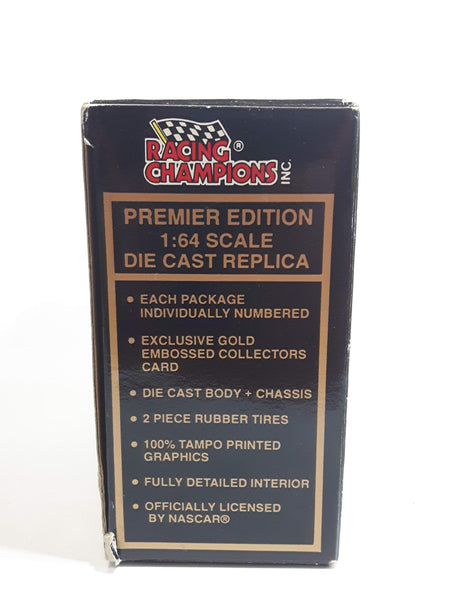 RACING ®
CHAMPIONS INC.
PREMIER EDITION
1:64 SCALE
DIE CAST REPLICA
• EACH PACKAGE
INDIVIDUALLY NUMBERED
• EXCLUSIVE GOLD
EMBOSSED COLLECTORS
CARD
• DIE CAST BODY + CHASSIS
• 2 PIECE RUBBER TIRES
• 100% TAMPO PRINTED
GRAPHICS
• FULLY DETAILED INTERIOR
• OFFICIALLY LICENSED
BY NASCAR®